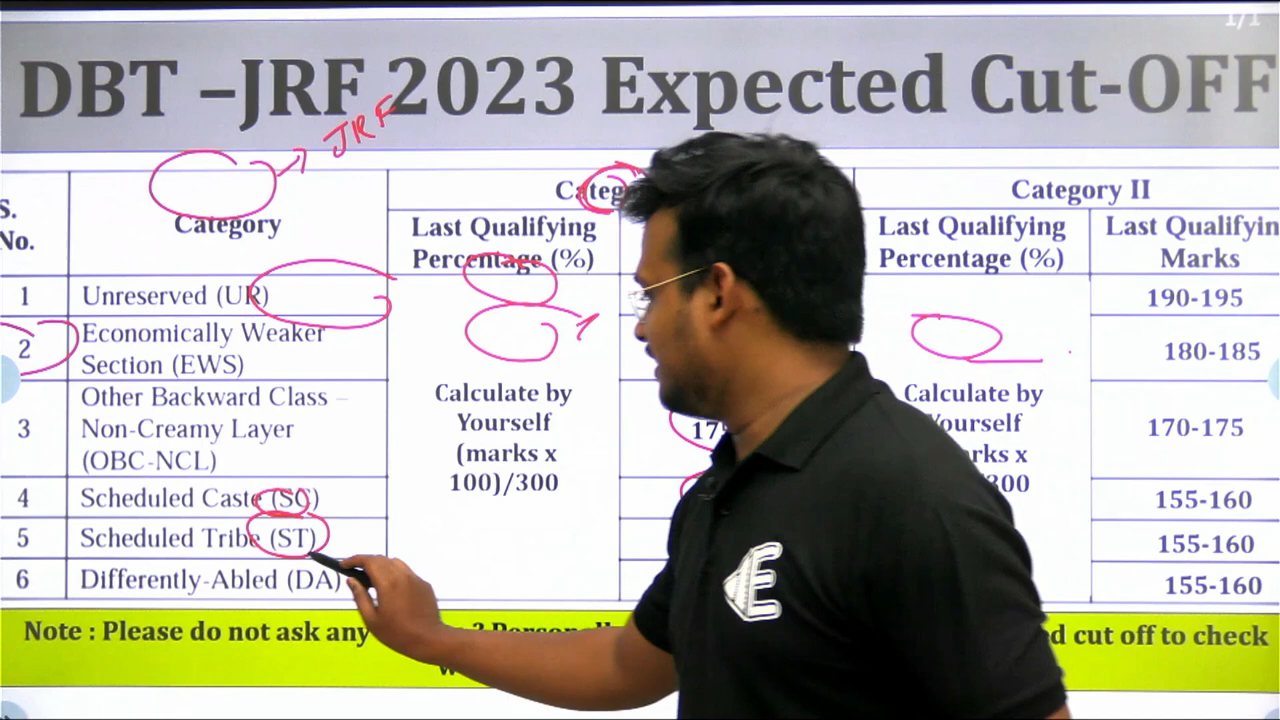 1/1
DBT –JRF 2023 Expected Cut-OFF
JRF
S. No.
Category
Category II
Last Qualifying Percentage (%)
Last Qualifying Percentage (%)
Marks
1 Unreserved (UR) 190-195
2 Economically Weaker Section (EWS) 180-185
3 Other Backward Class – Non-Creamy Layer (OBC-NCL) 170-175
Calculate by
Yourself
(marks x
100)/300
Calculate by
4 Scheduled Caste (SC) 155-160
5 Scheduled Tribe (ST) 155-160
6 Differently-Abled (DA) 155-160
Note : Please do not ask any
cut off to check
E